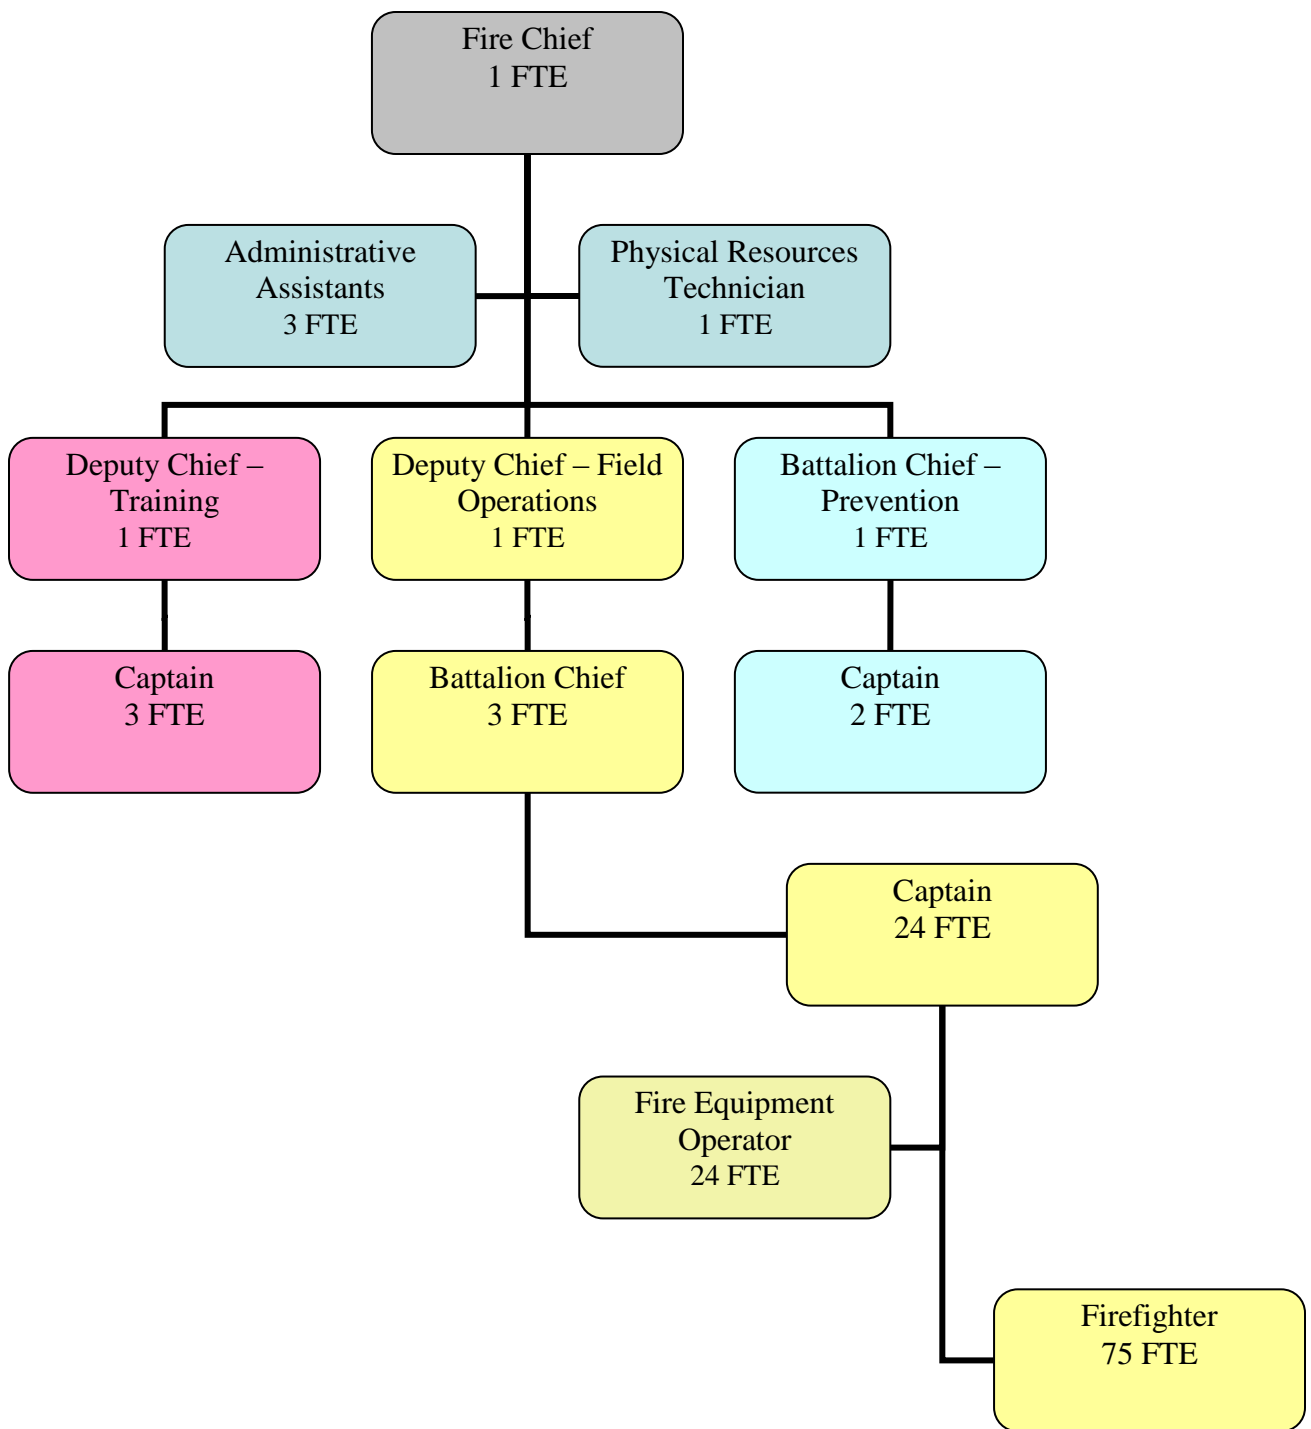 Fire Chief
1 FTE
Administrative
Assistants
3 FTE
Physical Resources
Technician
1 FTE
Deputy Chief –
Training
1 FTE
Deputy Chief – Field
Operations
1 FTE
Battalion Chief –
Prevention
1 FTE
Captain
3 FTE
Battalion Chief
3 FTE
Captain
2 FTE
Captain
24 FTE
Fire Equipment
Operator
24 FTE
Firefighter
75 FTE